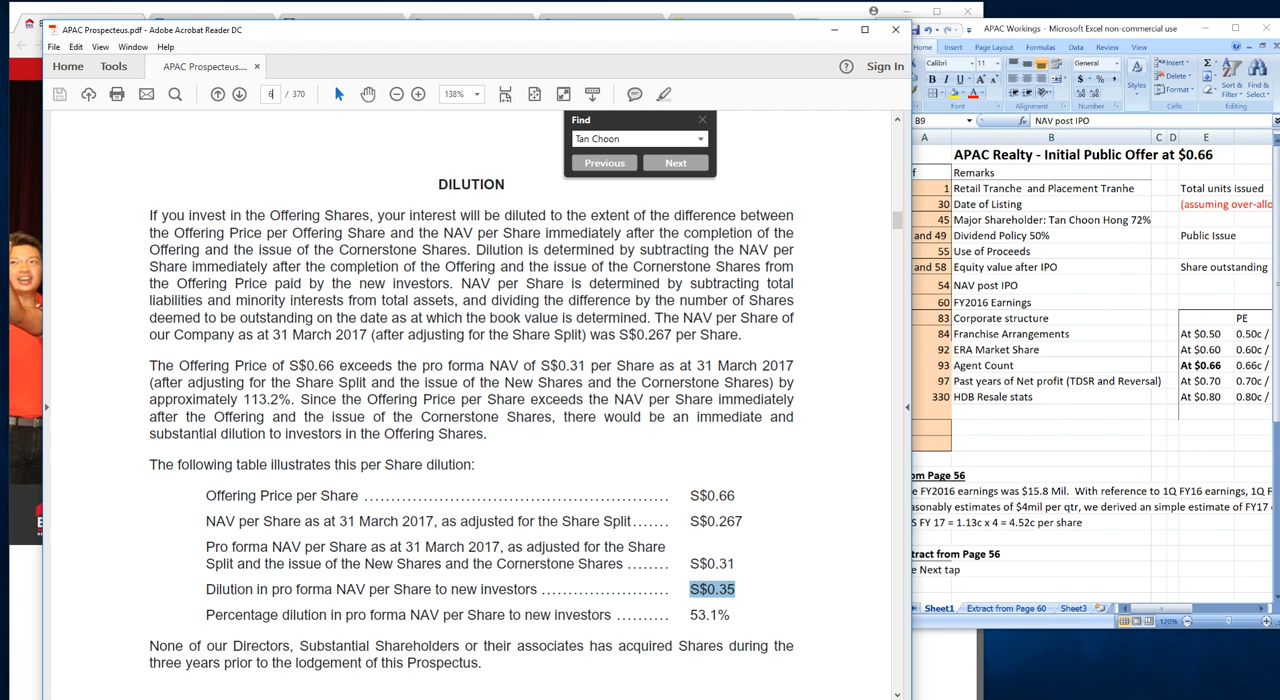 APAC Prospecteus.pdf - Adobe Acrobat Reader DC
File Edit View Window Help
Home Tools APAC Prospecteus.... × Sign In
/ 370 138%
Find
Tan Choon
Previous Next
DILUTION
If you invest in the Offering Shares, your interest will be diluted to the extent of the difference between
the Offering Price per Offering Share and the NAV per Share immediately after the completion of the
Offering and the issue of the Cornerstone Shares. Dilution is determined by subtracting the NAV per
Share immediately after the completion of the Offering and the issue of the Cornerstone Shares from
the Offering Price paid by the new investors. NAV per Share is determined by subtracting total
liabilities and minority interests from total assets, and dividing the difference by the number of Shares
deemed to be outstanding on the date as at which the book value is determined. The NAV per Share of
our Company as at 31 March 2017 (after adjusting for the Share Split) was S$0.267 per Share.
The Offering Price of S$0.66 exceeds the pro forma NAV of S$0.31 per Share as at 31 March 2017
(after adjusting for the Share Split and the issue of the New Shares and the Cornerstone Shares) by
approximately 113.2%. Since the Offering Price per Share exceeds the NAV per Share immediately
after the Offering and the issue of the Cornerstone Shares, there would be an immediate and
substantial dilution to investors in the Offering Shares.
The following table illustrates this per Share dilution:
Offering Price per Share ........................................................... S$0.66
NAV per Share as at 31 March 2017, as adjusted for the Share Split....... S$0.267
Pro forma NAV per Share as at 31 March 2017, as adjusted for the Share
Split and the issue of the New Shares and the Cornerstone Shares ........ S$0.31
Dilution in pro forma NAV per Share to new investors ......................... S$0.35
Percentage dilution in pro forma NAV per Share to new investors .......... 53.1%
None of our Directors, Substantial Shareholders or their associates has acquired Shares during the
three years prior to the lodgement of this Prospectus.
APAC Workings - Microsoft Excel non-commercial use
Home Insert Page Layout Formulas Data Review View
Calibri 11 General Insert Delete Format
Styles Sort & Filter Find & Select
Font Alignment Number Cells Editing
B9 fx NAV post IPO
A B C D E
APAC Realty - Initial Public Offer at $0.66
f Remarks
1 Retail Tranche and Placement Tranhe Total units issued
30 Date of Listing (assuming over-allo
45 Major Shareholder: Tan Choon Hong 72%
and 49 Dividend Policy 50% Public Issue
55 Use of Proceeds
and 58 Equity value after IPO Share outstanding
54 NAV post IPO
60 FY2016 Earnings
83 Corporate structure PE
84 Franchise Arrangements At $0.50 0.50c /
92 ERA Market Share At $0.60 0.60c /
93 Agent Count At $0.66 0.66c /
97 Past years of Net profit (TDSR and Reversal) At $0.70 0.70c /
330 HDB Resale stats At $0.80 0.80c /
om Page 56
e FY2016 earnings was $15.8 Mil. With reference to 1Q FY16 earnings, 1Q F
asonably estimates of $4mil per qtr, we derived an simple estimate of FY17
S FY 17 = 1.13c x 4 = 4.52c per share
tract from Page 56
e Next tap
Sheet1 Extract from Page 60 Sheet3
120%